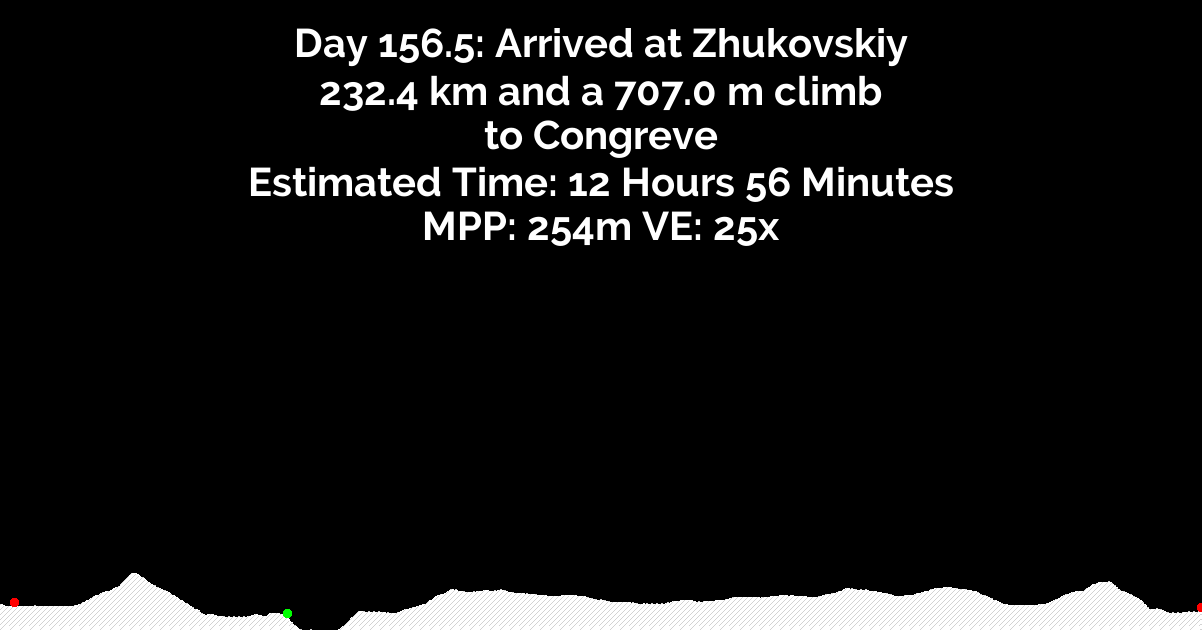 Day 156.5: Arrived at Zhukovskiy
232.4 km and a 707.0 m climb
to Congreve
Estimated Time: 12 Hours 56 Minutes
MPP: 254m VE: 25x